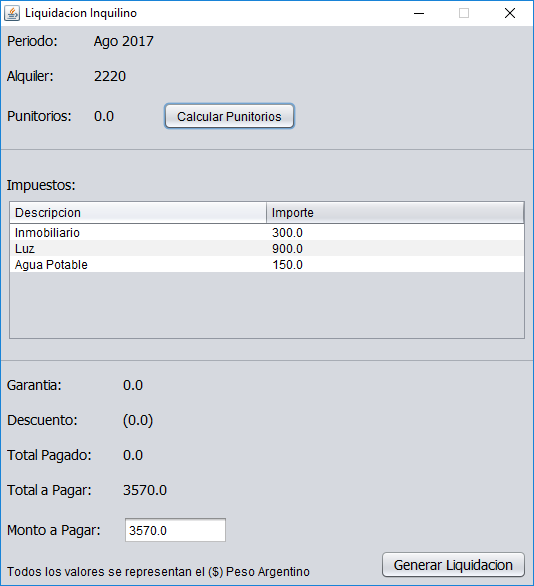 Liquidacion Inquilino
Periodo: Ago 2017
Alquiler: 2220
Punitorios: 0.0 Calcular Punitorios
Impuestos:
Descripcion Importe
Inmobiliario 300.0
Luz 900.0
Agua Potable 150.0
Garantia: 0.0
Descuento: (0.0)
Total Pagado: 0.0
Total a Pagar: 3570.0
Monto a Pagar: 3570.0
Todos los valores se representan el ($) Peso Argentino Generar Liquidacion